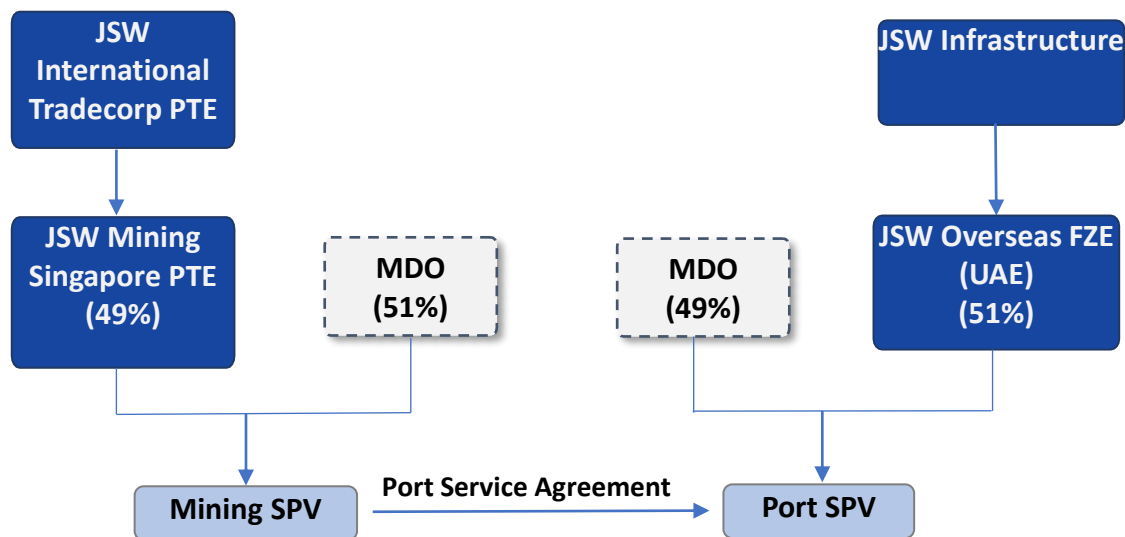 JSW
International
Tradecorp PTE
JSW Infrastructure
JSW Mining
Singapore PTE
(49%)
MDO
(51%)
MDO
(49%)
JSW Overseas FZE
(UAE)
(51%)
Mining SPV
Port Service Agreement
Port SPV